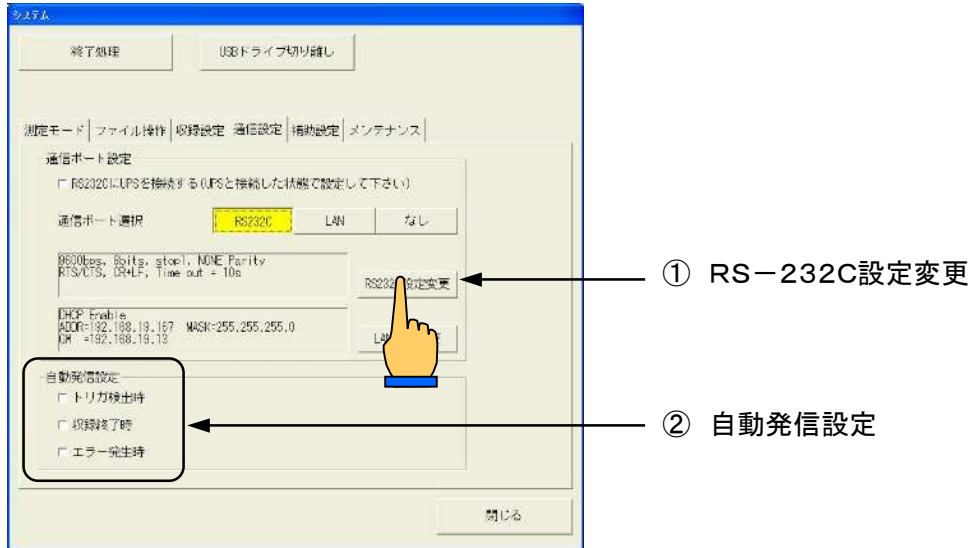 システム
終了処理
USBドライブ切り離し
測定モード ファイル操作 収録設定 通信設定 補助設定 メンテナンス
通信ポート設定
RS232CにUPSを接続する(UPSと接続した状態で設定して下さい)
通信ポート選択 RS232C LAN なし
9600bps, 8bits, stop1, NONE Parity
RTS/CTS, CR+LF, Time out = 10s
設定変更
① RS-232C設定変更
DHCP Enable
ADDR=192.168.19.167 MASK=255.255.255.0
GW =192.168.19.13
自動発信設定
トリガ検出時
収録終了時
エラー発生時
② 自動発信設定
閉じる